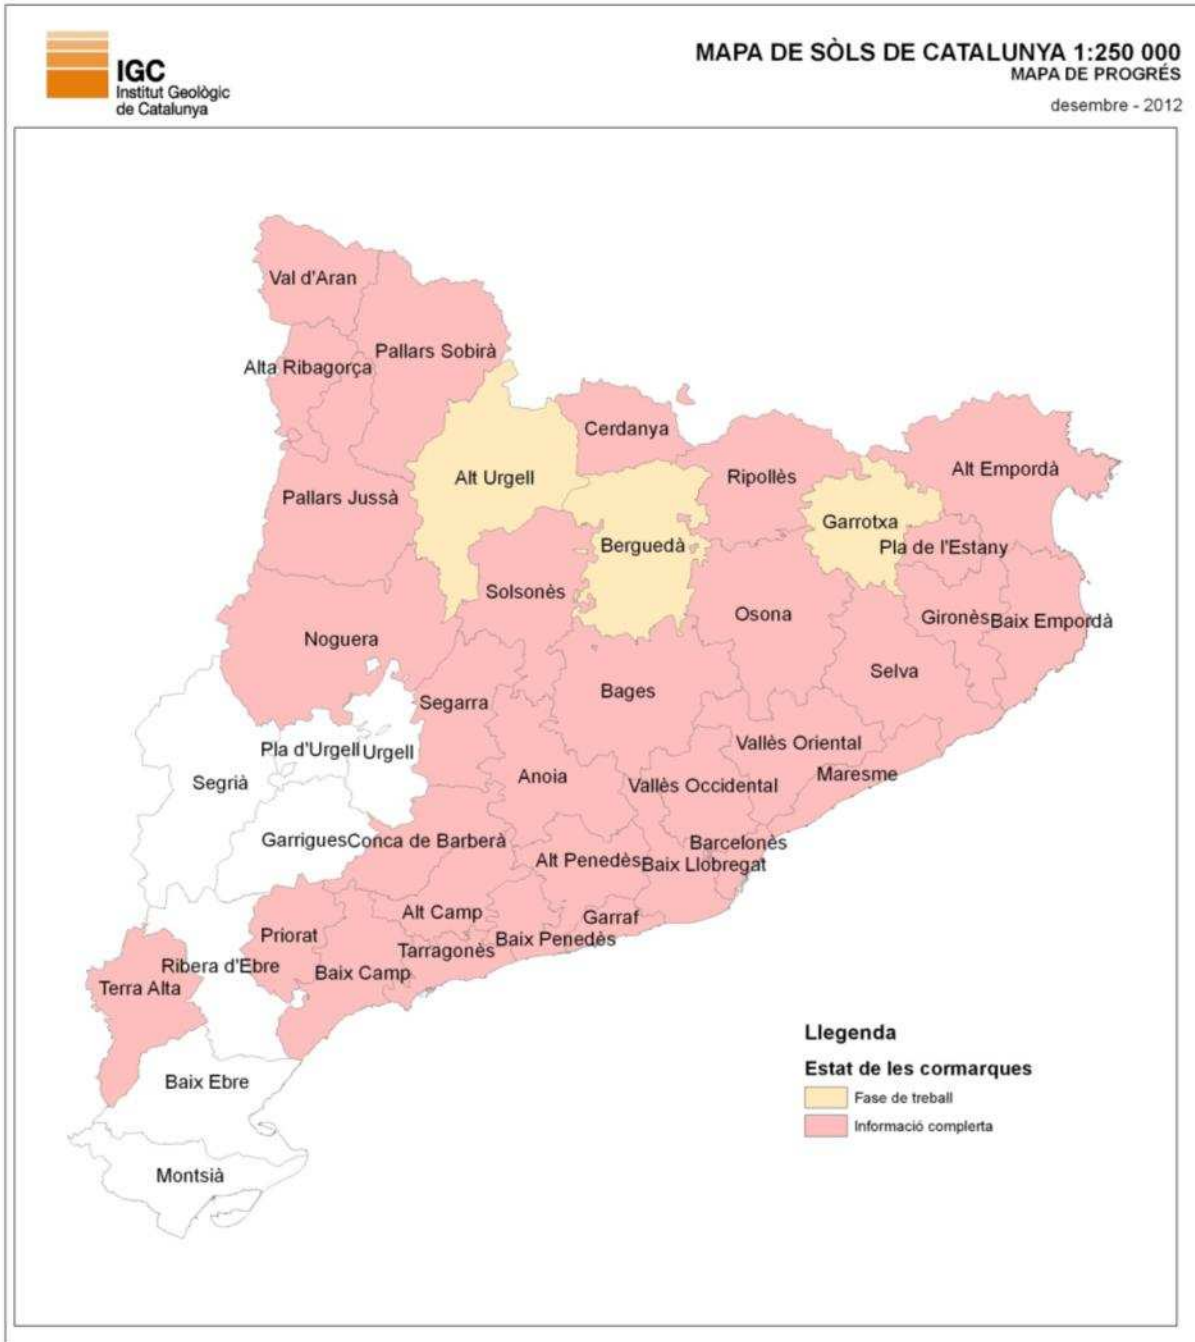 IGC
Institut Geològic
de Catalunya
MAPA DE SÒLS DE CATALUNYA 1:250 000
MAPA DE PROGRÉS
desembre - 2012
Val d'Aran
Pallars Sobirà
Alta Ribagorça
Cerdanya
Alt Urgell
Ripollès
Alt Empordà
Pallars Jussà
Garrotxa
Berguedà
Pla de l'Estany
Solsonès
Osona
Gironès
Baix Empordà
Noguera
Selva
Bages
Segarra
Vallès Oriental
Pla d'Urgell
Urgell
Anoia
Maresme
Segrià
Vallès Occidental
Garrigues
Conca de Barberà
Barcelonès
Alt Penedès
Baix Llobregat
Alt Camp
Garraf
Priorat
Baix Penedès
Tarragonès
Ribera d'Ebre
Baix Camp
Terra Alta
Baix Ebre
Montsià
Llegenda
Estat de les cormarques
Fase de treball
Informació complerta